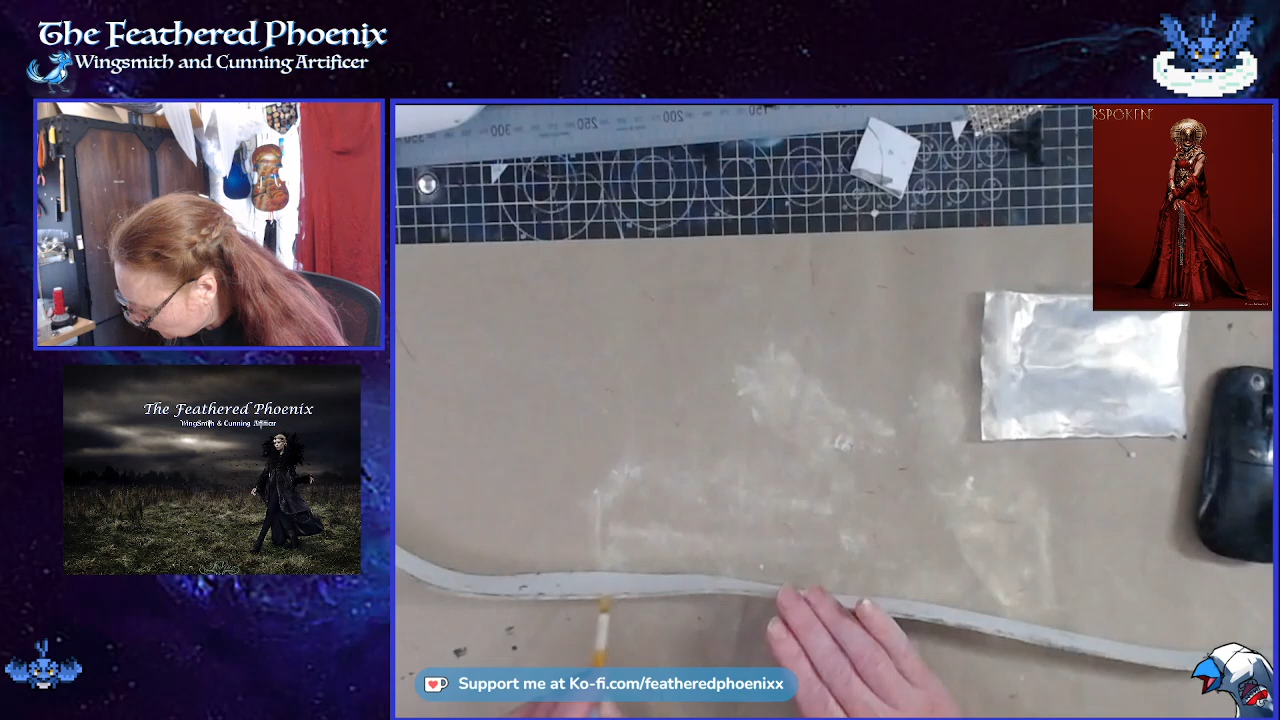 The Feathered Phoenix
Wingsmith and Cunning Artificer
300
250
200
RSPOKEN
The Feathered Phoenix
WingSmith & Cunning Artificer
Support me at Ko-fi.com/featheredphoenixx